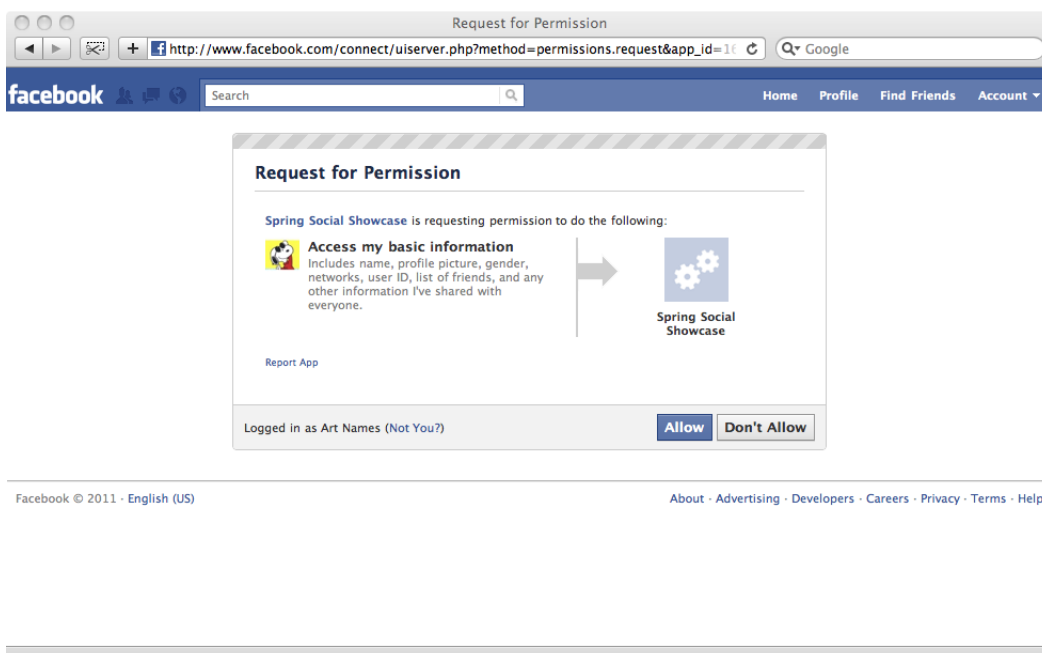 Request for Permission
http://www.facebook.com/connect/uiserver.php?method=permissions.request&app_id=16
Google
facebook
Search
Home Profile Find Friends Account
Request for Permission
Spring Social Showcase is requesting permission to do the following:
Access my basic information
Includes name, profile picture, gender,
networks, user ID, list of friends, and any
other information I've shared with
everyone.
Spring Social
Showcase
Report App
Logged in as Art Names (Not You?)
Allow
Don't Allow
Facebook © 2011 · English (US)
About · Advertising · Developers · Careers · Privacy · Terms · Help